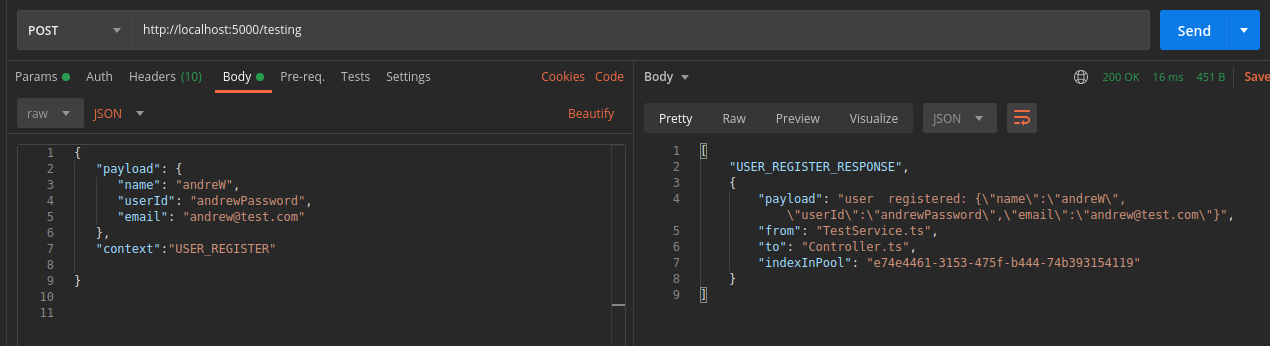 POST http://localhost:5000/testing Send
Params Auth Headers (10) Body Pre-req. Tests Settings Cookies Code
raw JSON Beautify
1 {
2 "payload": {
3 "name": "andreW",
4 "userId": "andrewPassword",
5 "email": "andrew@test.com"
6 },
7 "context":"USER_REGISTER"
8
9 }
10
11
Body 200 OK 16 ms 451 B Save
Pretty Raw Preview Visualize JSON
1 [
2 "USER_REGISTER_RESPONSE",
3 {
4 "payload": "user  registered: {\"name\":\"andreW\",
\"userId\":\"andrewPassword\",\"email\":\"andrew@test.com\"}",
5 "from": "TestService.ts",
6 "to": "Controller.ts",
7 "indexInPool": "e74e4461-3153-475f-b444-74b393154119"
8 }
9 ]